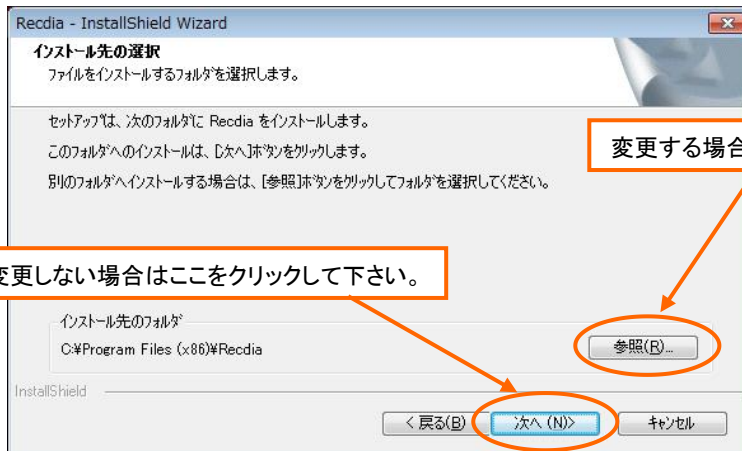 Recdia - InstallShield Wizard
インストール先の選択
ファイルをインストールするフォルダを選択します。
セットアップは、次のフォルダに Recdia をインストールします。
このフォルダへのインストールは、[次へ]ボタンをクリックします。
別のフォルダへインストールする場合は、[参照]ボタンをクリックしてフォルダを選択してください。
変更する場合
変更しない場合はここをクリックして下さい。
インストール先のフォルダ
C:¥Program Files (x86)¥Recdia
参照(R)...
InstallShield
< 戻る(B)
次へ (N)>
キャンセル